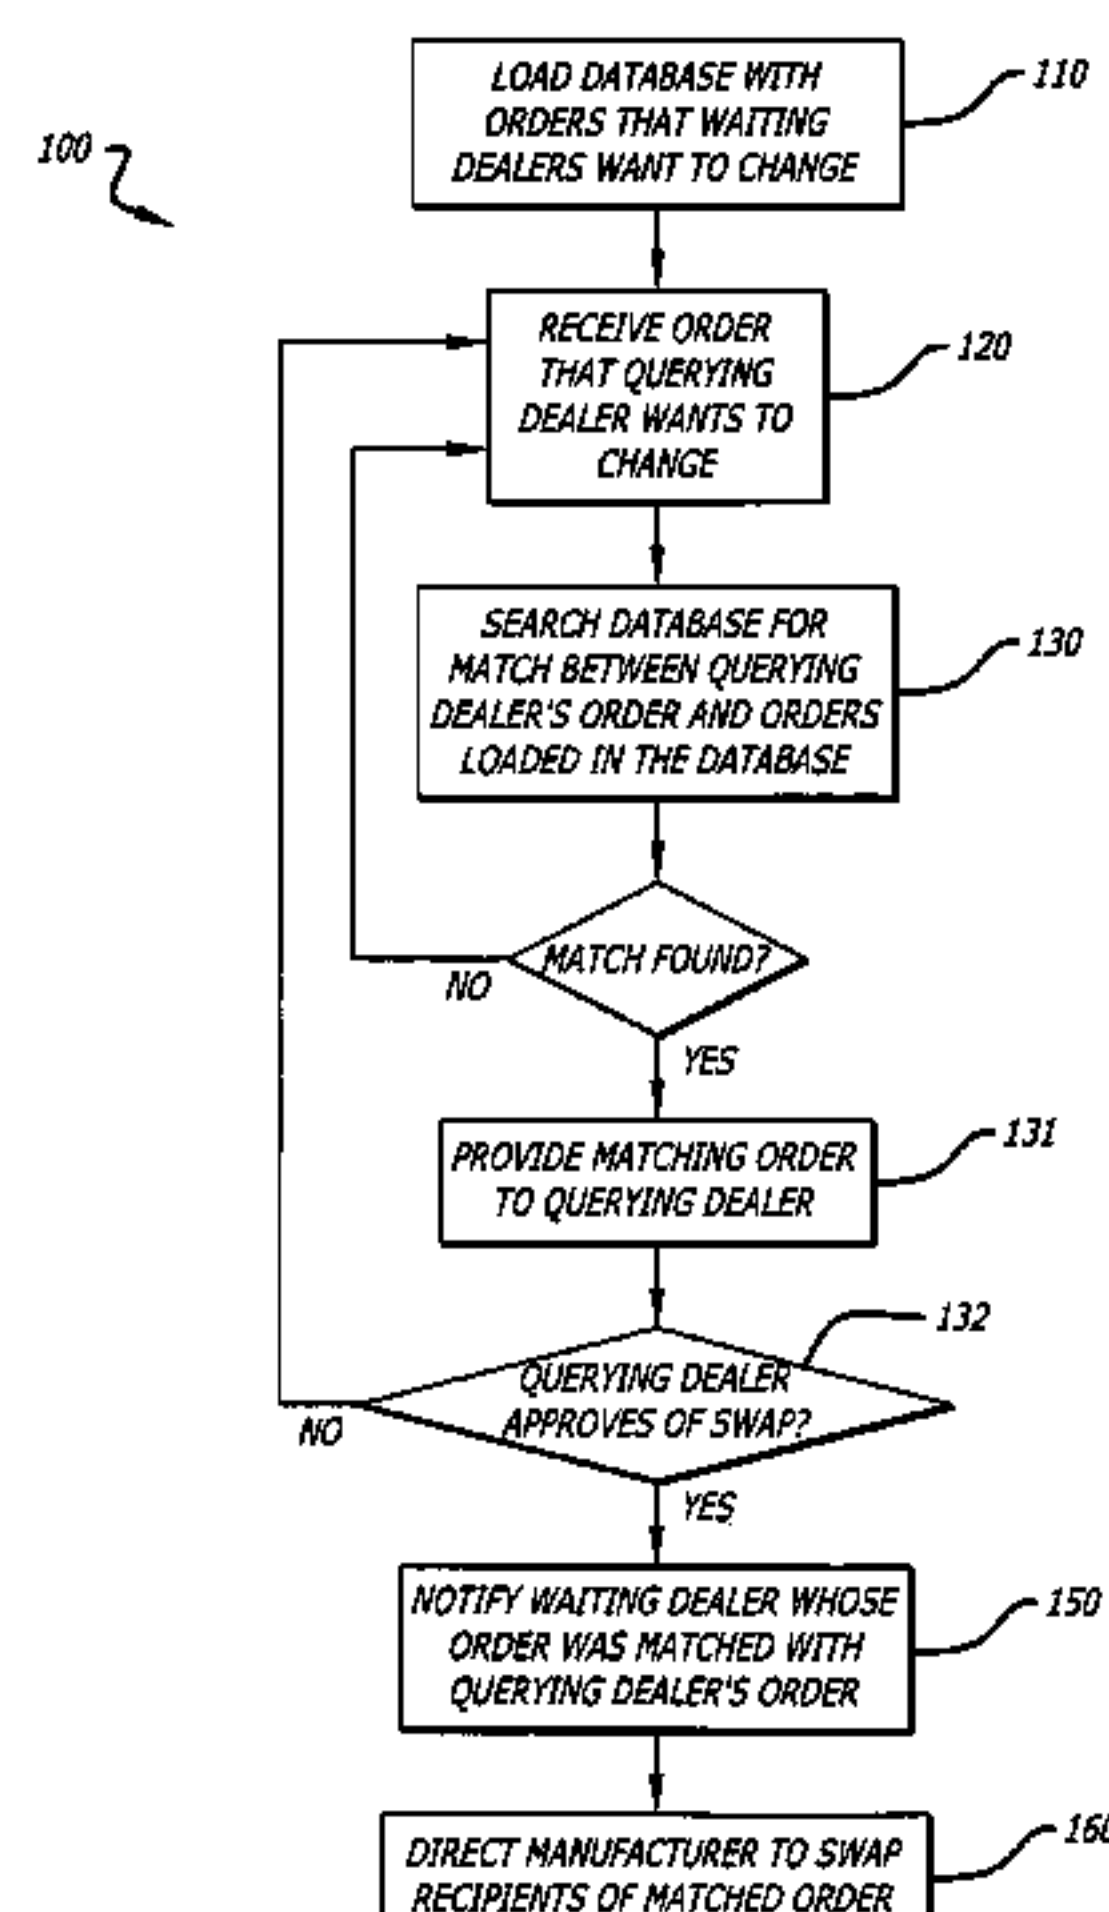 LOAD DATABASE WITH
ORDERS THAT WAITING
DEALERS WANT TO CHANGE
110
100
RECEIVE ORDER
THAT QUERYING
DEALER WANTS TO
CHANGE
120
SEARCH DATABASE FOR
MATCH BETWEEN QUERYING
DEALER'S ORDER AND ORDERS
LOADED IN THE DATABASE
130
MATCH FOUND?
NO
YES
PROVIDE MATCHING ORDER
TO QUERYING DEALER
131
132
QUERYING DEALER
APPROVES OF SWAP?
NO
YES
NOTIFY WAITING DEALER WHOSE
ORDER WAS MATCHED WITH
QUERYING DEALER'S ORDER
150
DIRECT MANUFACTURER TO SWAP
RECIPIENTS OF MATCHED ORDER
160